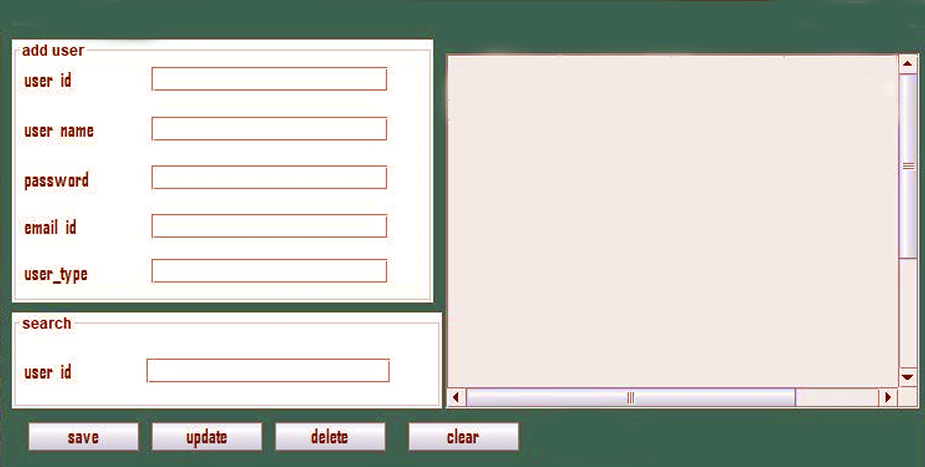 add user
user id
user name
password
email id
user_type
search
user id
save update delete clear